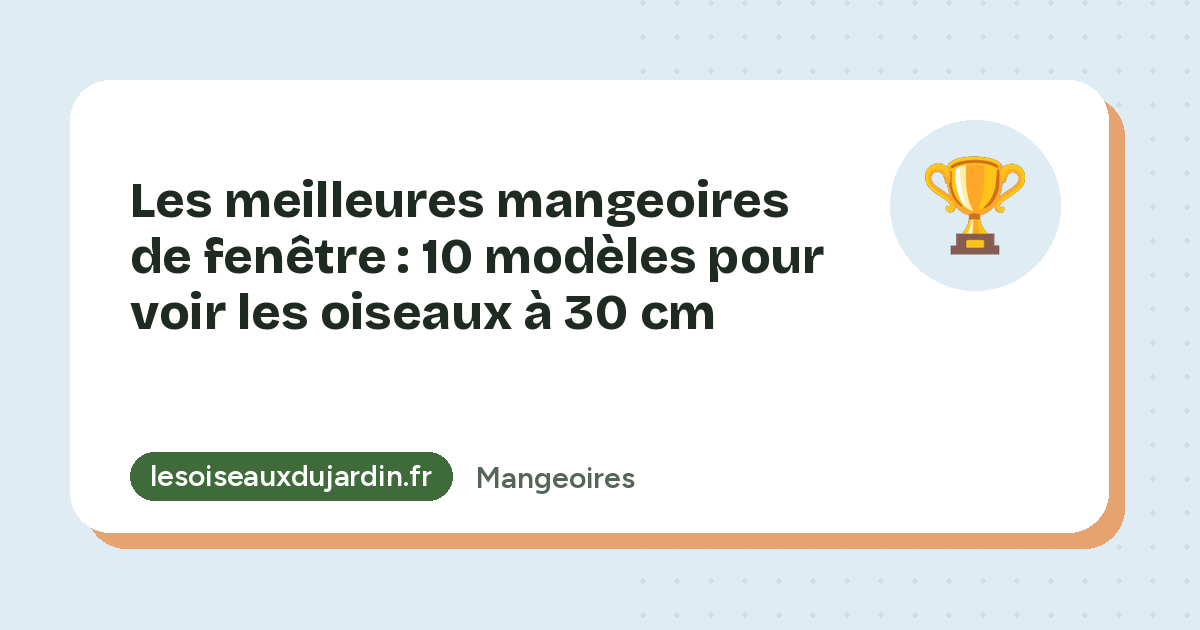 Les meilleures mangeoires
de fenêtre : 10 modèles pour
voir les oiseaux à 30 cm
lesoiseauxdujardin.fr
Mangeoires